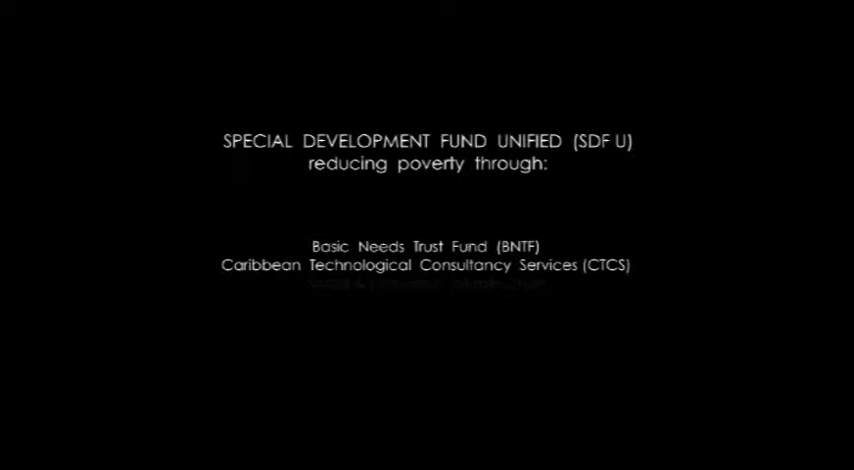 SPECIAL DEVELOPMENT FUND UNIFIED (SDF U)
reducing poverty through:
Basic Needs Trust Fund (BNTF)
Caribbean Technological Consultancy Services (CTCS)